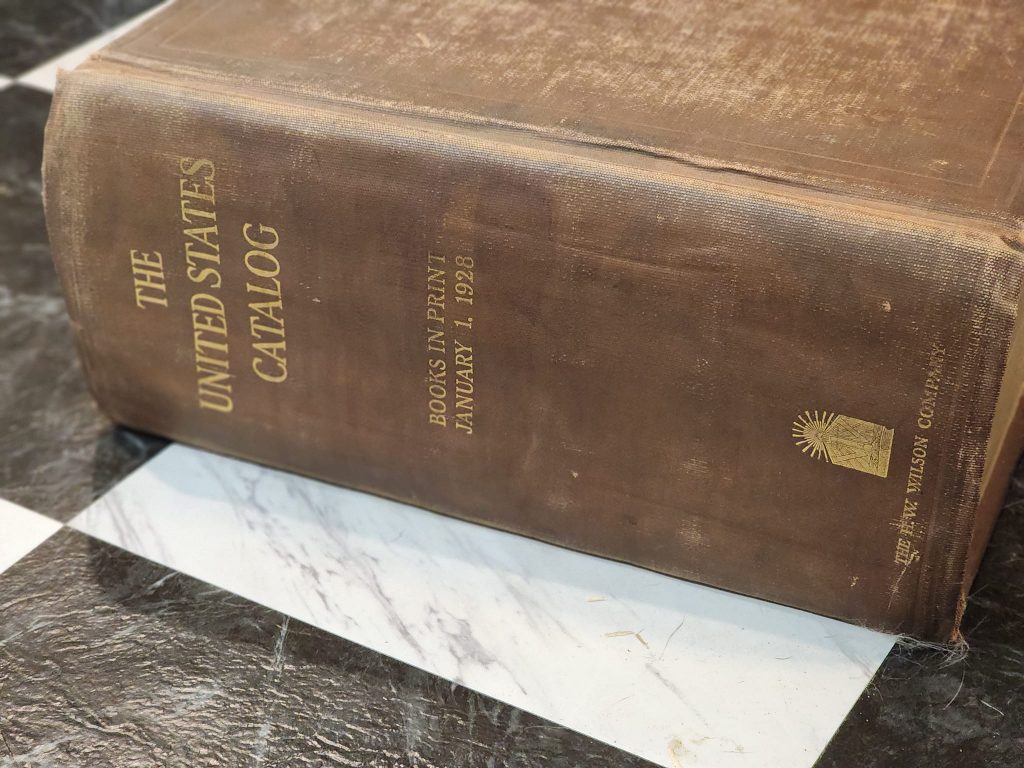 THE
UNITED STATES
CATALOG
BOOKS IN PRINT
JANUARY 1, 1928
THE H.W. WILSON COMPANY